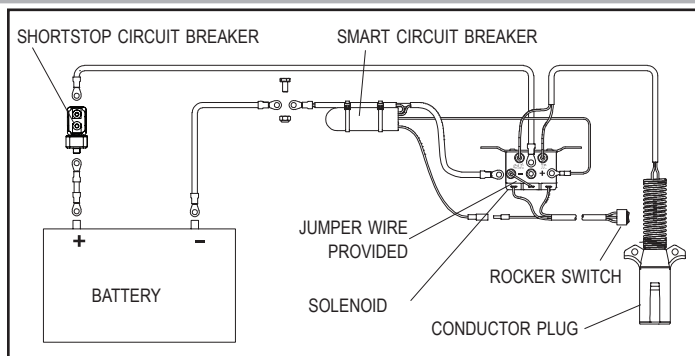 SHORTSTOP CIRCUIT BREAKER
SMART CIRCUIT BREAKER
- +
JUMPER WIRE
PROVIDED
ROCKER SWITCH
SOLENOID
CONDUCTOR PLUG
+ -
BATTERY